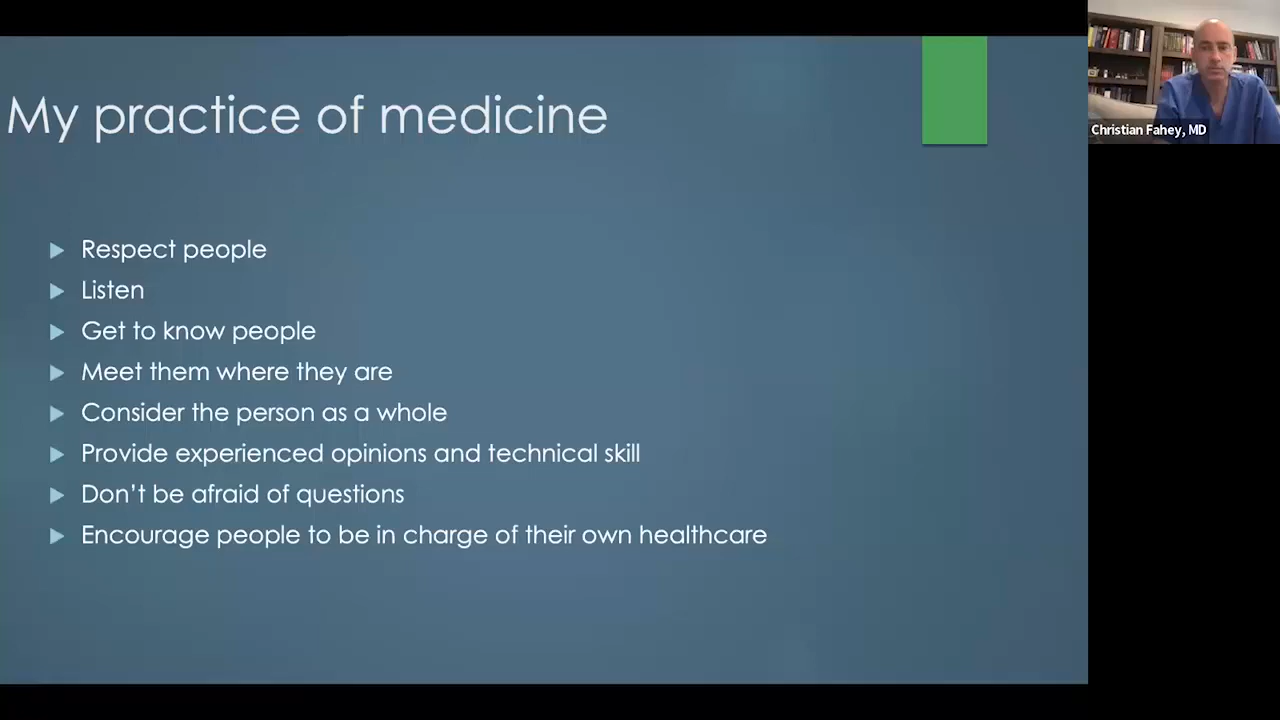 My practice of medicine
Respect people
Listen
Get to know people
Meet them where they are
Consider the person as a whole
Provide experienced opinions and technical skill
Don't be afraid of questions
Encourage people to be in charge of their own healthcare
Christian Fahey, MD